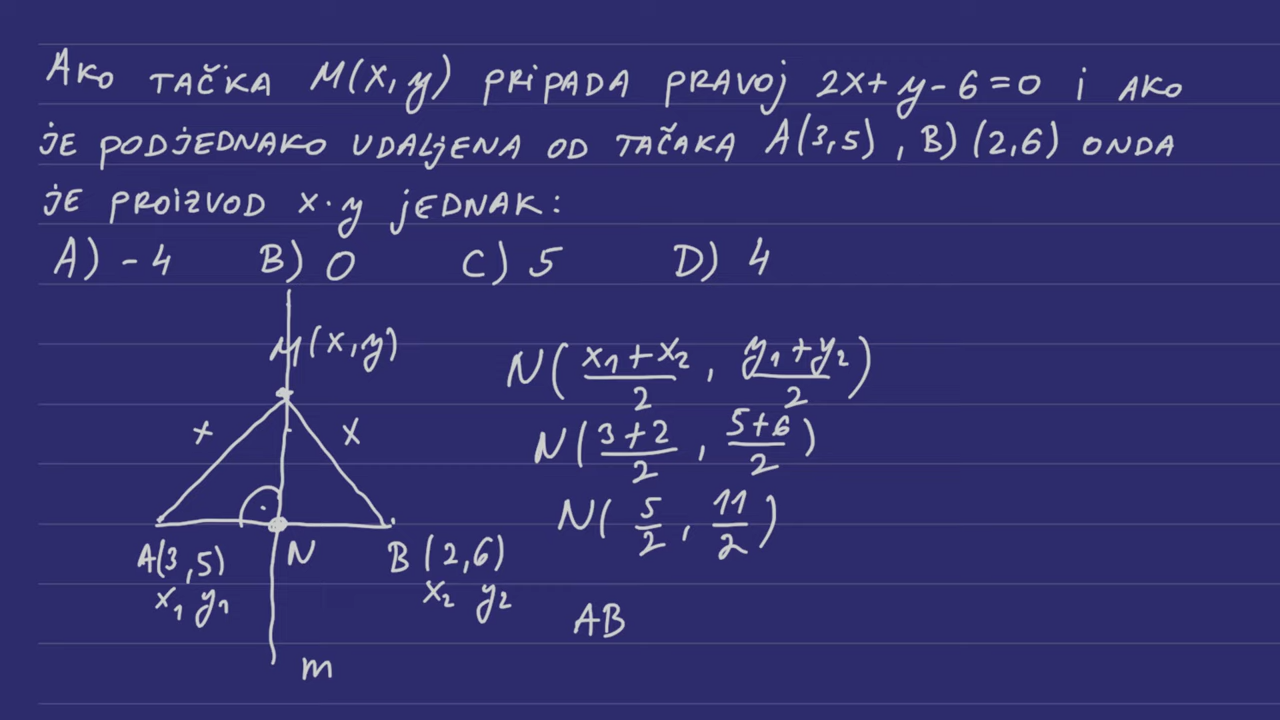 AKO TAČKA M(X,y) PRIPADA PRAVOJ 2X+y-6=0 i AKO
JE PODJEDNAKO UDALJENA OD TAČAKA A(3,5), B)(2,6) ONDA
JE PROIZVOD X·y JEDNAK:
A) -4 B) 0 C) 5 D) 4
M(X,y)
x x
A(3,5) N B(2,6)
x₁ y₁ x₂ y₂
m
N((x₁+x₂)/2, (y₁+y₂)/2)
N((3+2)/2, (5+6)/2)
N(5/2, 11/2)
AB